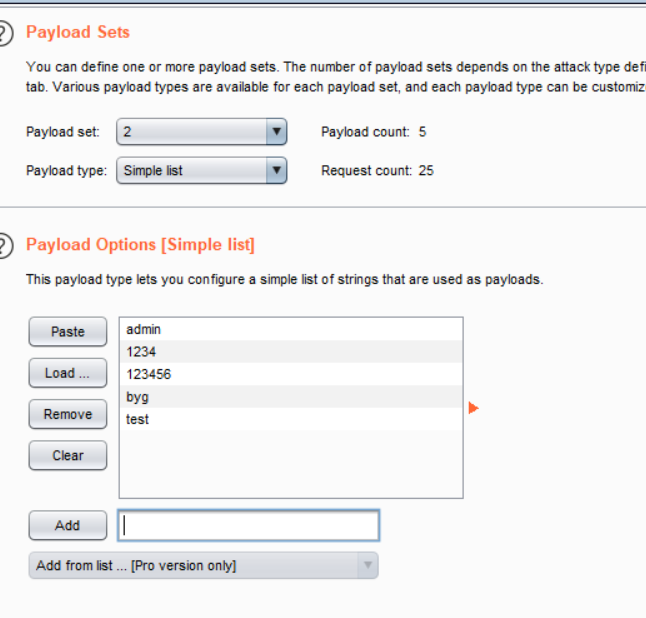 Payload Sets
You can define one or more payload sets. The number of payload sets depends on the attack type defi
tab. Various payload types are available for each payload set, and each payload type can be customiz
Payload set: 2 Payload count: 5
Payload type: Simple list Request count: 25
Payload Options [Simple list]
This payload type lets you configure a simple list of strings that are used as payloads.
Paste
Load ...
Remove
Clear
admin
1234
123456
byg
test
Add
Add from list ... [Pro version only]